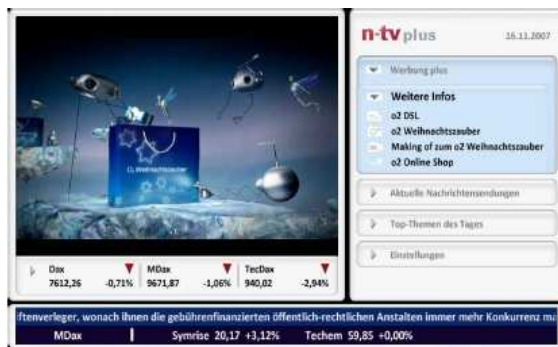 n-tv plus
16.11.2007
Werbung plus
Weitere Infos
o2 DSL
o2 Weihnachtszauber
Making of zum o2 Weihnachtszauber
o2 Online Shop
Aktuelle Nachrichtensendungen
Top-Themen des Tages
Einstellungen
O₂ Weihnachtszauber
Dax MDax TecDax
7612,26 -0,71% 9671,87 -1,06% 940,02 -2,94%
iftenverleger, wonach ihnen die gebührenfinanzierten öffentlich-rechtlichen Anstalten immer mehr Konkurrenz ma
MDax Symrise 20,17 +3,12% Techem 59,85 +0,00%